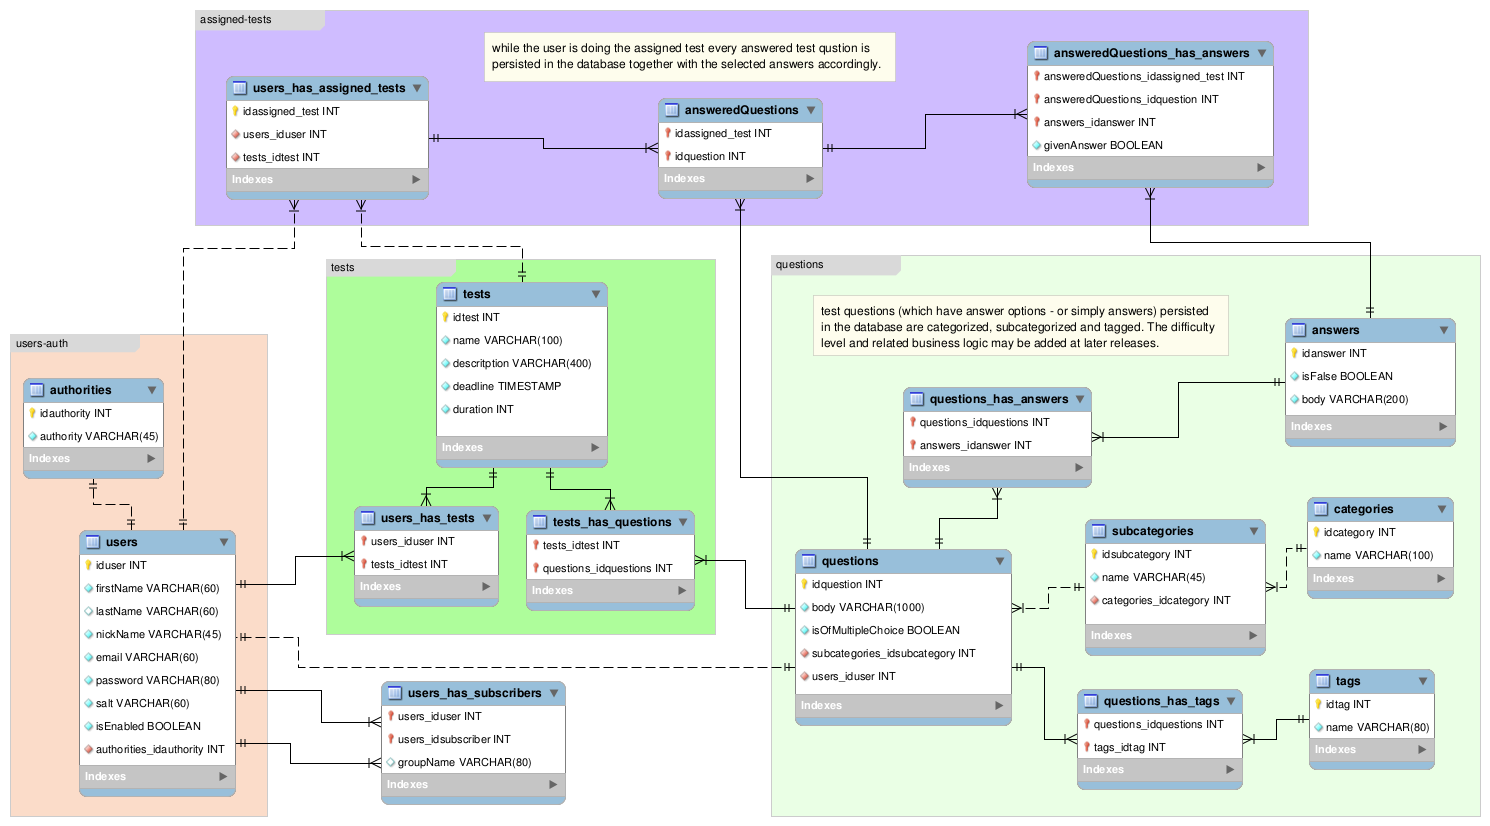 assigned-tests
while the user is doing the assigned test every answered test qustion is
persisted in the database together with the selected answers accordingly.
users_has_assigned_tests
idassigned_test INT
users_iduser INT
tests_idtest INT
Indexes
answeredQuestions
idassigned_test INT
idquestion INT
Indexes
answeredQuestions_has_answers
answeredQuestions_idassigned_test INT
answeredQuestions_idquestion INT
answers_idanswer INT
givenAnswer BOOLEAN
Indexes
tests
tests
idtest INT
name VARCHAR(100)
descritption VARCHAR(400)
deadline TIMESTAMP
duration INT
Indexes
users_has_tests
users_iduser INT
tests_idtest INT
Indexes
tests_has_questions
tests_idtest INT
questions_idquestions INT
Indexes
users-auth
authorities
idauthority INT
authority VARCHAR(45)
Indexes
users
iduser INT
firstName VARCHAR(60)
lastName VARCHAR(60)
nickName VARCHAR(45)
email VARCHAR(60)
password VARCHAR(80)
salt VARCHAR(60)
isEnabled BOOLEAN
authorities_idauthority INT
Indexes
users_has_subscribers
users_iduser INT
users_idsubscriber INT
groupName VARCHAR(80)
Indexes
questions
test questions (which have answer options - or simply answers) persisted
in the database are categorized, subcategorized and tagged. The difficulty
level and related business logic may be added at later releases.
answers
idanswer INT
isFalse BOOLEAN
body VARCHAR(200)
Indexes
questions_has_answers
questions_idquestions INT
answers_idanswer INT
Indexes
questions
idquestion INT
body VARCHAR(1000)
isOfMultipleChoice BOOLEAN
subcategories_idsubcategory INT
users_iduser INT
Indexes
subcategories
idsubcategory INT
name VARCHAR(45)
categories_idcategory INT
Indexes
categories
idcategory INT
name VARCHAR(100)
Indexes
questions_has_tags
questions_idquestions INT
tags_idtag INT
Indexes
tags
idtag INT
name VARCHAR(80)
Indexes